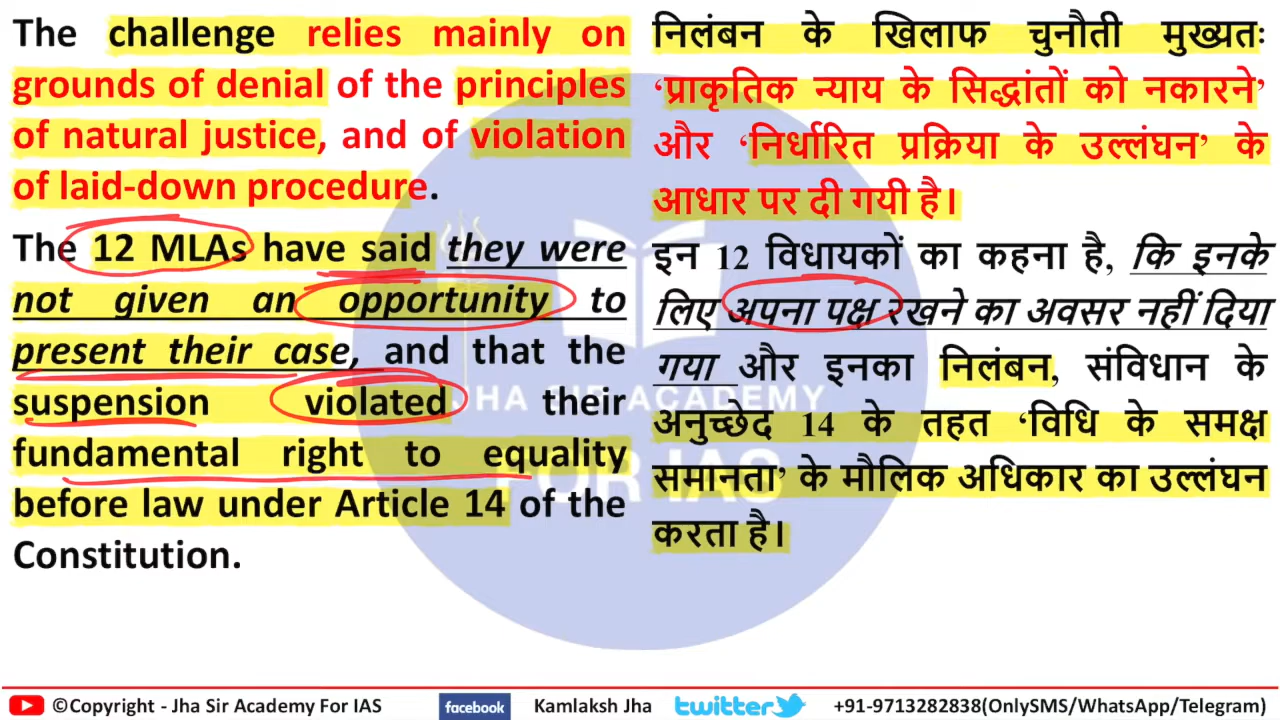 The challenge relies mainly on
grounds of denial of the principles
of natural justice, and of violation
of laid-down procedure.
The 12 MLAs have said they were
not given an opportunity to
present their case, and that the
suspension violated their
fundamental right to equality
before law under Article 14 of the
Constitution.
निलंबन के खिलाफ चुनौती मुख्यतः
‘प्राकृतिक न्याय के सिद्धांतों को नकारने’
और ‘निर्धारित प्रक्रिया के उल्लंघन’ के
आधार पर दी गयी है।
इन 12 विधायकों का कहना है, कि इनके
लिए अपना पक्ष रखने का अवसर नहीं दिया
गया और इनका निलंबन, संविधान के
अनुच्छेद 14 के तहत ‘विधि के समक्ष
समानता’ के मौलिक अधिकार का उल्लंघन
करता है।
JHA SIR ACADEMY
FOR IAS
©Copyright - Jha Sir Academy For IAS facebook Kamlaksh Jha twitter +91-9713282838(OnlySMS/WhatsApp/Telegram)